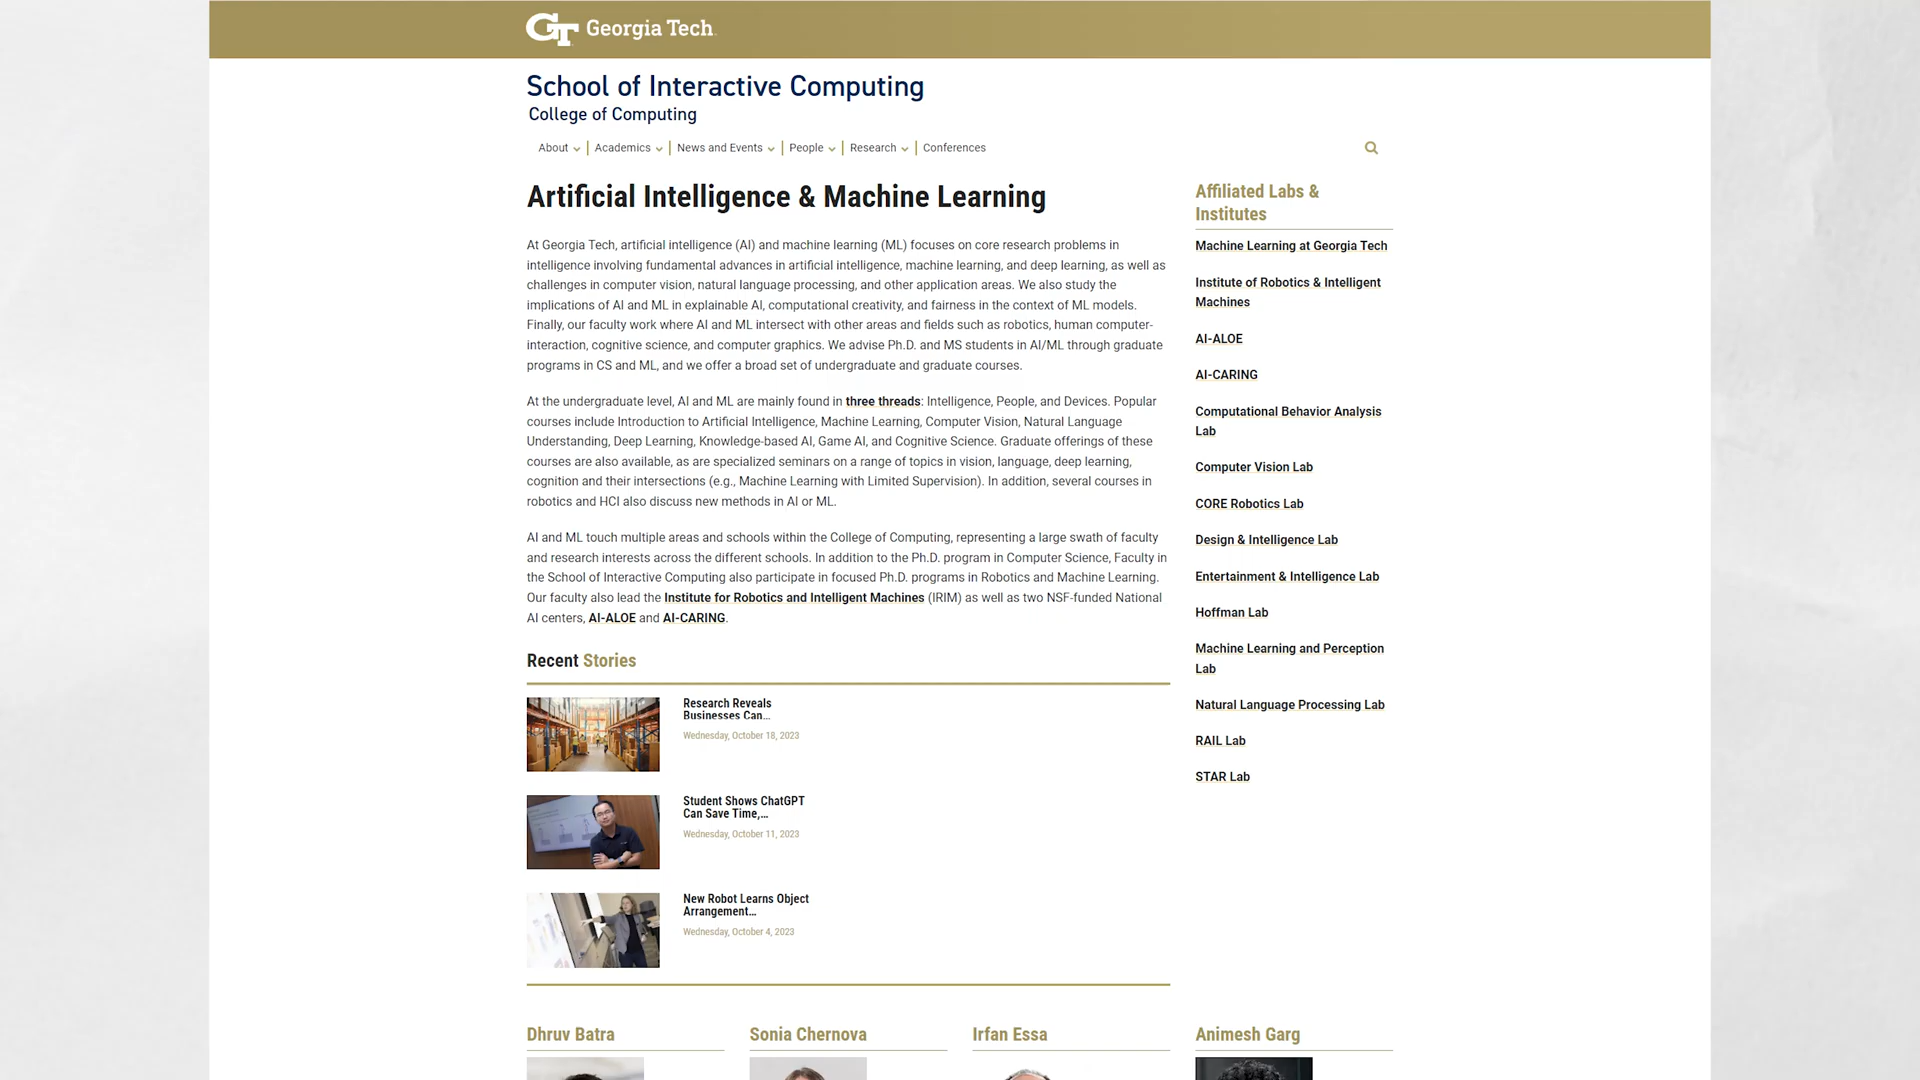 GT Georgia Tech
School of Interactive Computing
College of Computing
About
Academics
News and Events
People
Research
Conferences
Artificial Intelligence & Machine Learning
At Georgia Tech, artificial intelligence (AI) and machine learning (ML) focuses on core research problems in
intelligence involving fundamental advances in artificial intelligence, machine learning, and deep learning, as well as
challenges in computer vision, natural language processing, and other application areas. We also study the
implications of AI and ML in explainable AI, computational creativity, and fairness in the context of ML models.
Finally, our faculty work where AI and ML intersect with other areas and fields such as robotics, human computer-
interaction, cognitive science, and computer graphics. We advise Ph.D. and MS students in AI/ML through graduate
programs in CS and ML, and we offer a broad set of undergraduate and graduate courses.
At the undergraduate level, AI and ML are mainly found in three threads: Intelligence, People, and Devices. Popular
courses include Introduction to Artificial Intelligence, Machine Learning, Computer Vision, Natural Language
Understanding, Deep Learning, Knowledge-based AI, Game AI, and Cognitive Science. Graduate offerings of these
courses are also available, as are specialized seminars on a range of topics in vision, language, deep learning,
cognition and their intersections (e.g., Machine Learning with Limited Supervision). In addition, several courses in
robotics and HCI also discuss new methods in AI or ML.
AI and ML touch multiple areas and schools within the College of Computing, representing a large swath of faculty
and research interests across the different schools. In addition to the Ph.D. program in Computer Science, Faculty in
the School of Interactive Computing also participate in focused Ph.D. programs in Robotics and Machine Learning.
Our faculty also lead the Institute for Robotics and Intelligent Machines (IRIM) as well as two NSF-funded National
AI centers, AI-ALOE and AI-CARING.
Recent Stories
Research Reveals
Businesses Can...
Wednesday, October 18, 2023
Student Shows ChatGPT
Can Save Time,...
Wednesday, October 11, 2023
New Robot Learns Object
Arrangement...
Wednesday, October 4, 2023
Affiliated Labs &
Institutes
Machine Learning at Georgia Tech
Institute of Robotics & Intelligent
Machines
AI-ALOE
AI-CARING
Computational Behavior Analysis
Lab
Computer Vision Lab
CORE Robotics Lab
Design & Intelligence Lab
Entertainment & Intelligence Lab
Hoffman Lab
Machine Learning and Perception
Lab
Natural Language Processing Lab
RAIL Lab
STAR Lab
Dhruv Batra
Sonia Chernova
Irfan Essa
Animesh Garg